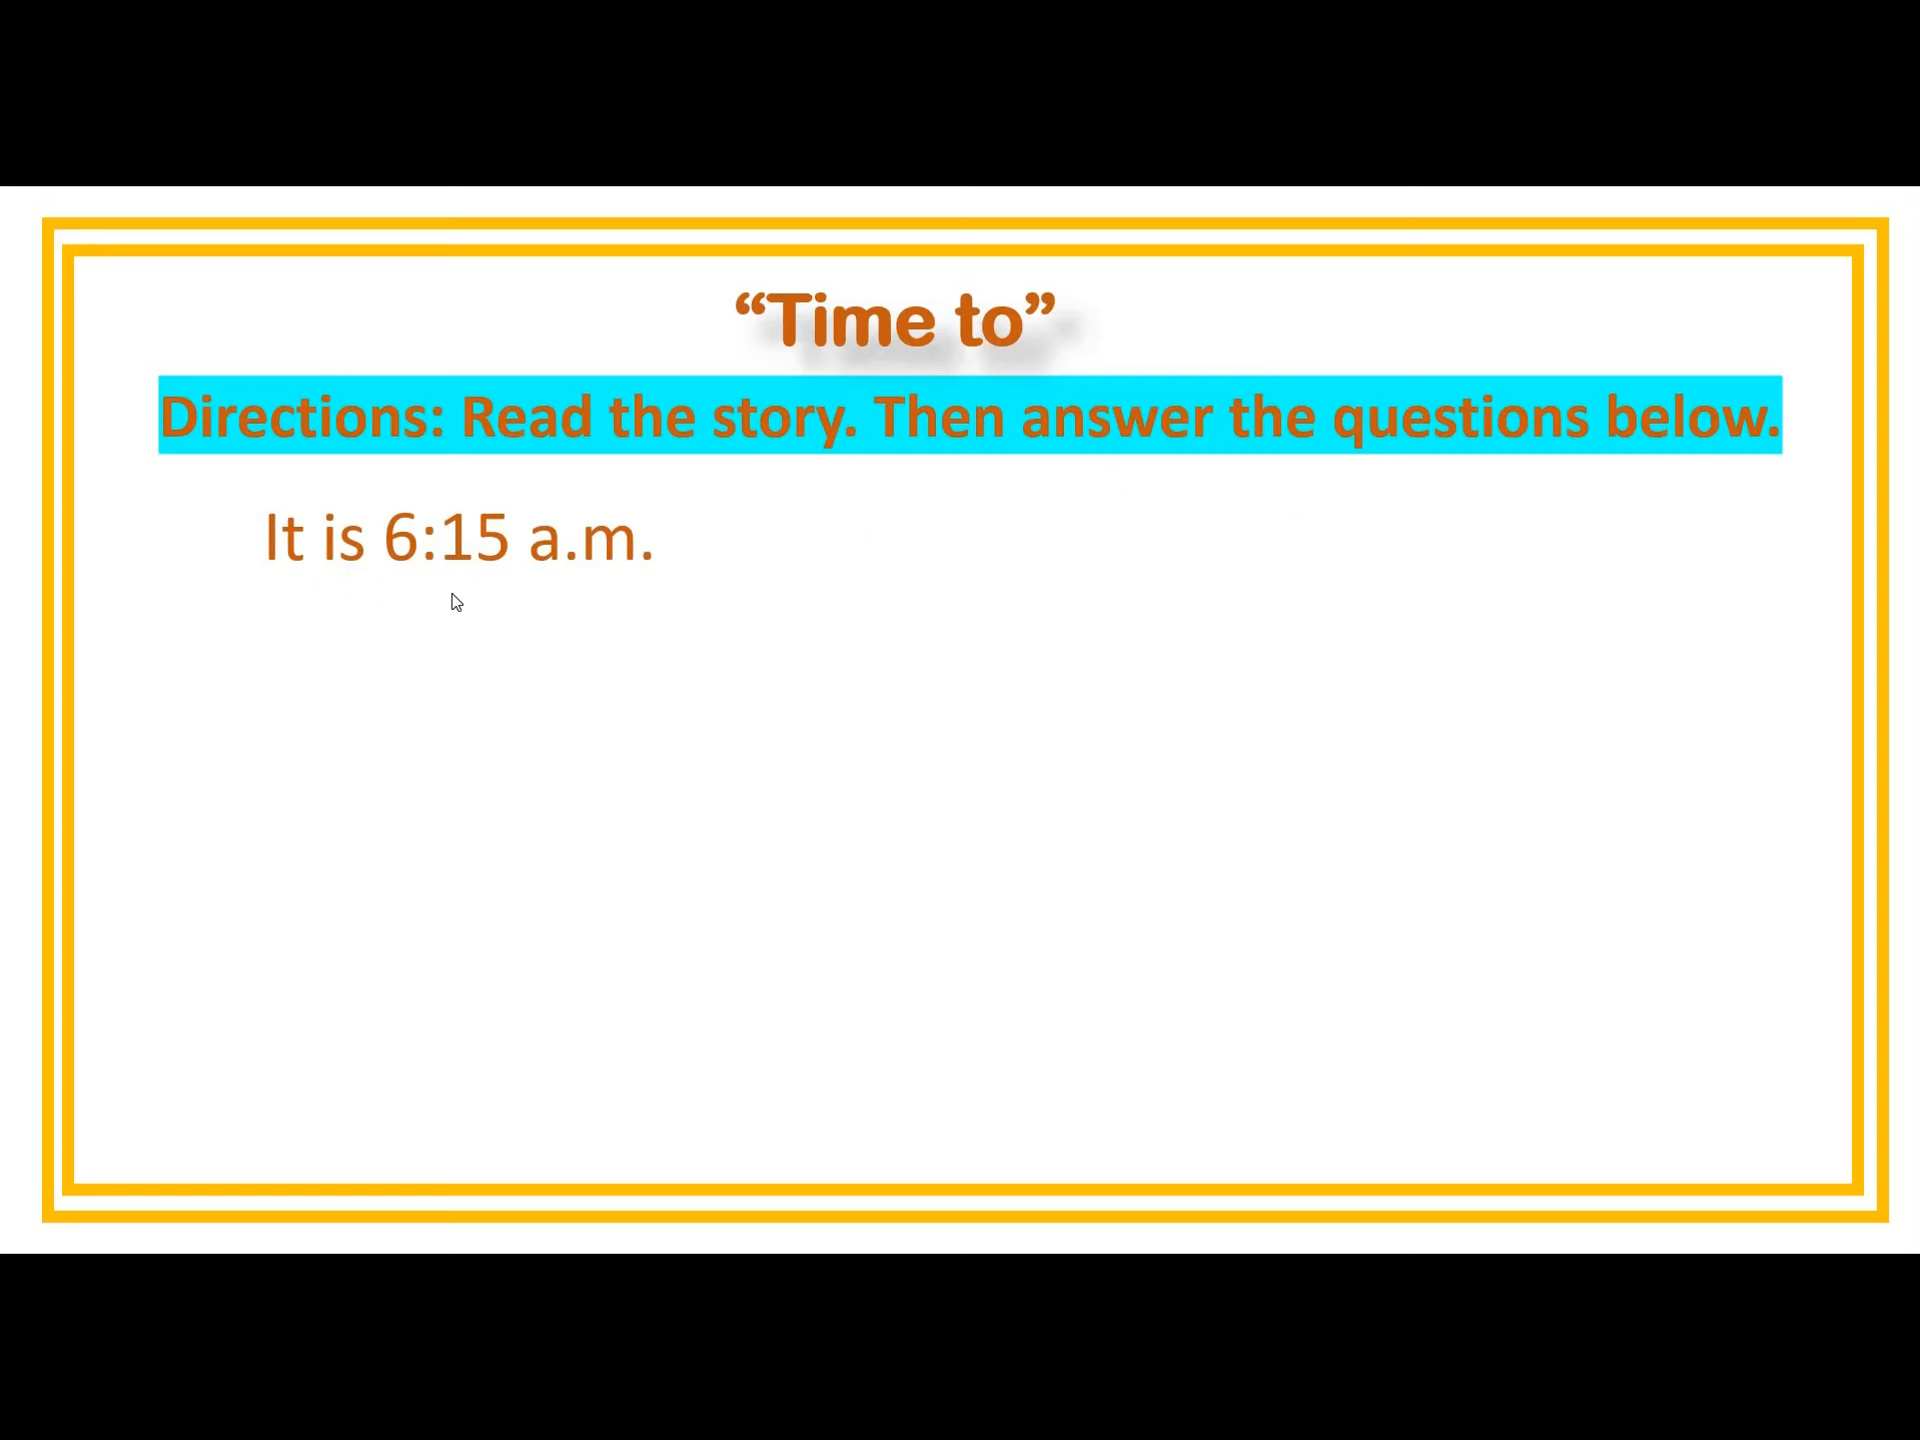 “Time to”
Directions: Read the story. Then answer the questions below.
It is 6:15 a.m.